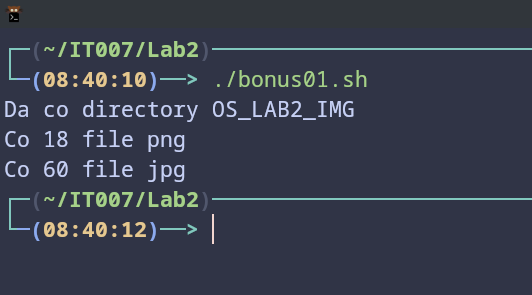 (~/IT007/Lab2)
(08:40:10)──> ./bonus01.sh
Da co directory OS_LAB2_IMG
Co 18 file png
Co 60 file jpg
(~/IT007/Lab2)
(08:40:12)──>